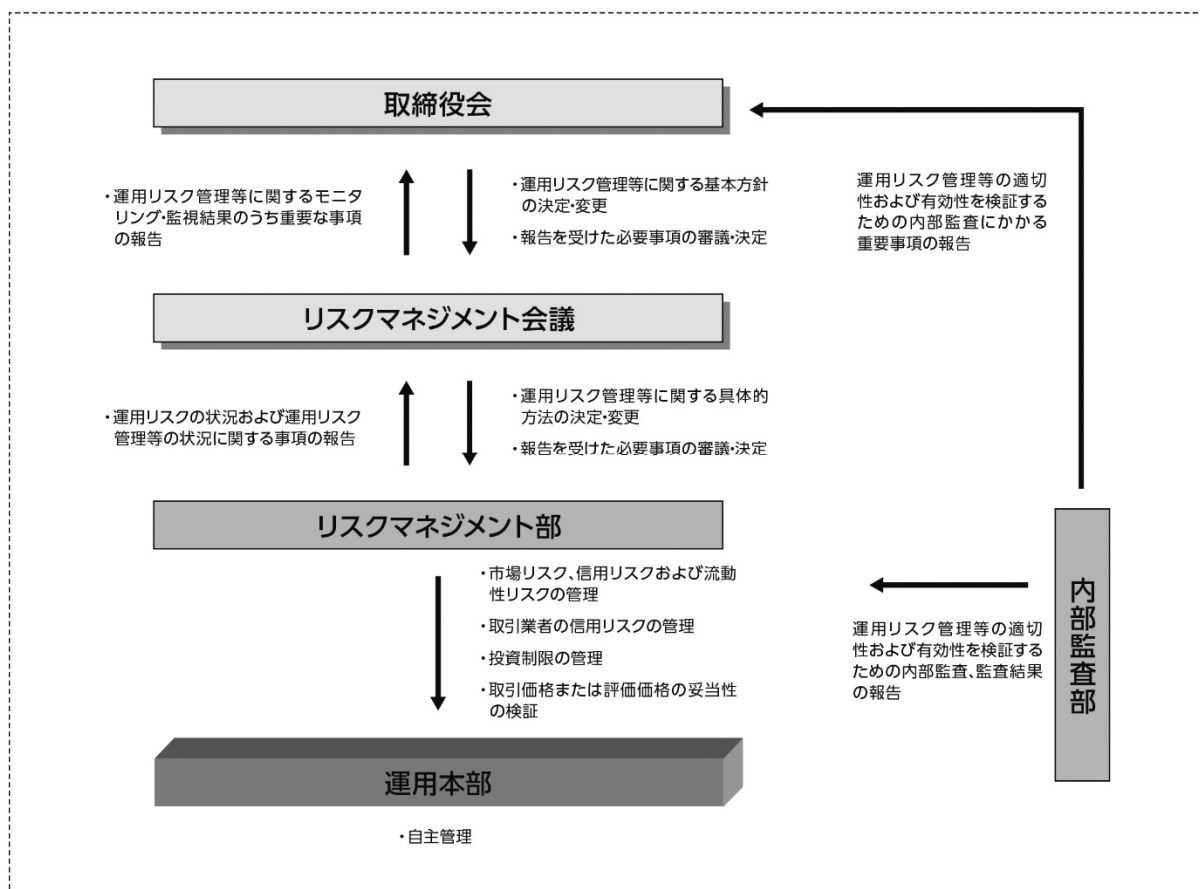 取締役会
・運用リスク管理等に関するモニタ
リング・監視結果のうち重要な事項
の報告
・運用リスク管理等に関する基本方針
の決定・変更
・報告を受けた必要事項の審議・決定
運用リスク管理等の適切
性および有効性を検証す
るための内部監査にかかる
重要事項の報告
リスクマネジメント会議
・運用リスクの状況および運用リスク
管理等の状況に関する事項の報告
・運用リスク管理等に関する具体的
方法の決定・変更
・報告を受けた必要事項の審議・決定
リスクマネジメント部
・市場リスク、信用リスクおよび流動
性リスクの管理
・取引業者の信用リスクの管理
・投資制限の管理
・取引価格または評価価格の妥当性
の検証
内部監査部
運用リスク管理等の適切
性および有効性を検証する
ための内部監査、監査結果
の報告
運用本部
・自主管理